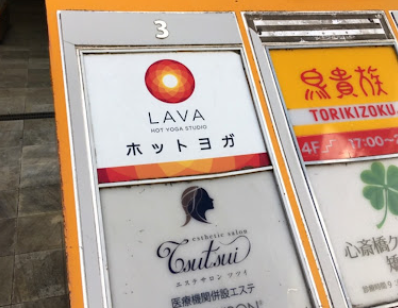 3
LAVA
HOT YOGA STUDIO
ホットヨガ
esthetic salon
Tsutsui
エステサロン ツツイ
医療機関併設エステ
鳥貴族
TORIKIZOKU
4F
17:00〜
心斎橋